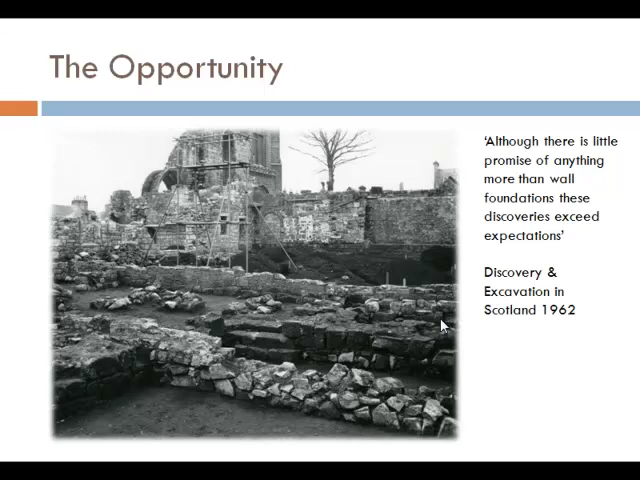 The Opportunity
‘Although there is little
promise of anything
more than wall
foundations these
discoveries exceed
expectations’
Discovery &
Excavation in
Scotland 1962